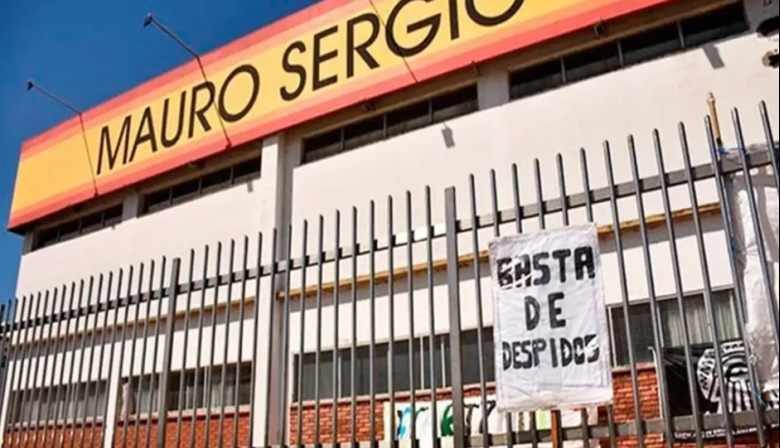 MAURO SERGIO
BASTA
DE
DESPIDOS